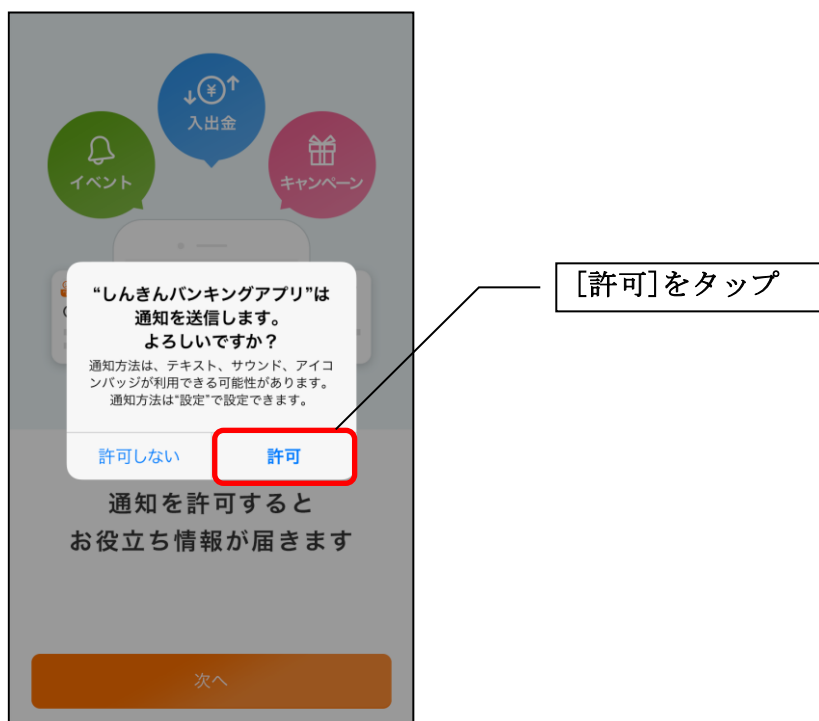 入出金
イベント
キャンペーン
“しんきんバンキングアプリ”は
通知を送信します。
よろしいですか？
通知方法は、テキスト、サウンド、アイコ
ンバッジが利用できる可能性があります。
通知方法は“設定”で設定できます。
許可しない
許可
[許可]をタップ
通知を許可すると
お役立ち情報が届きます
次へ